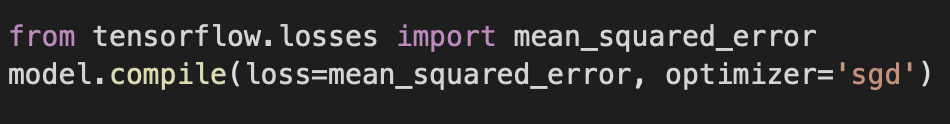 from tensorflow.losses import mean_squared_error
model.compile(loss=mean_squared_error, optimizer='sgd')